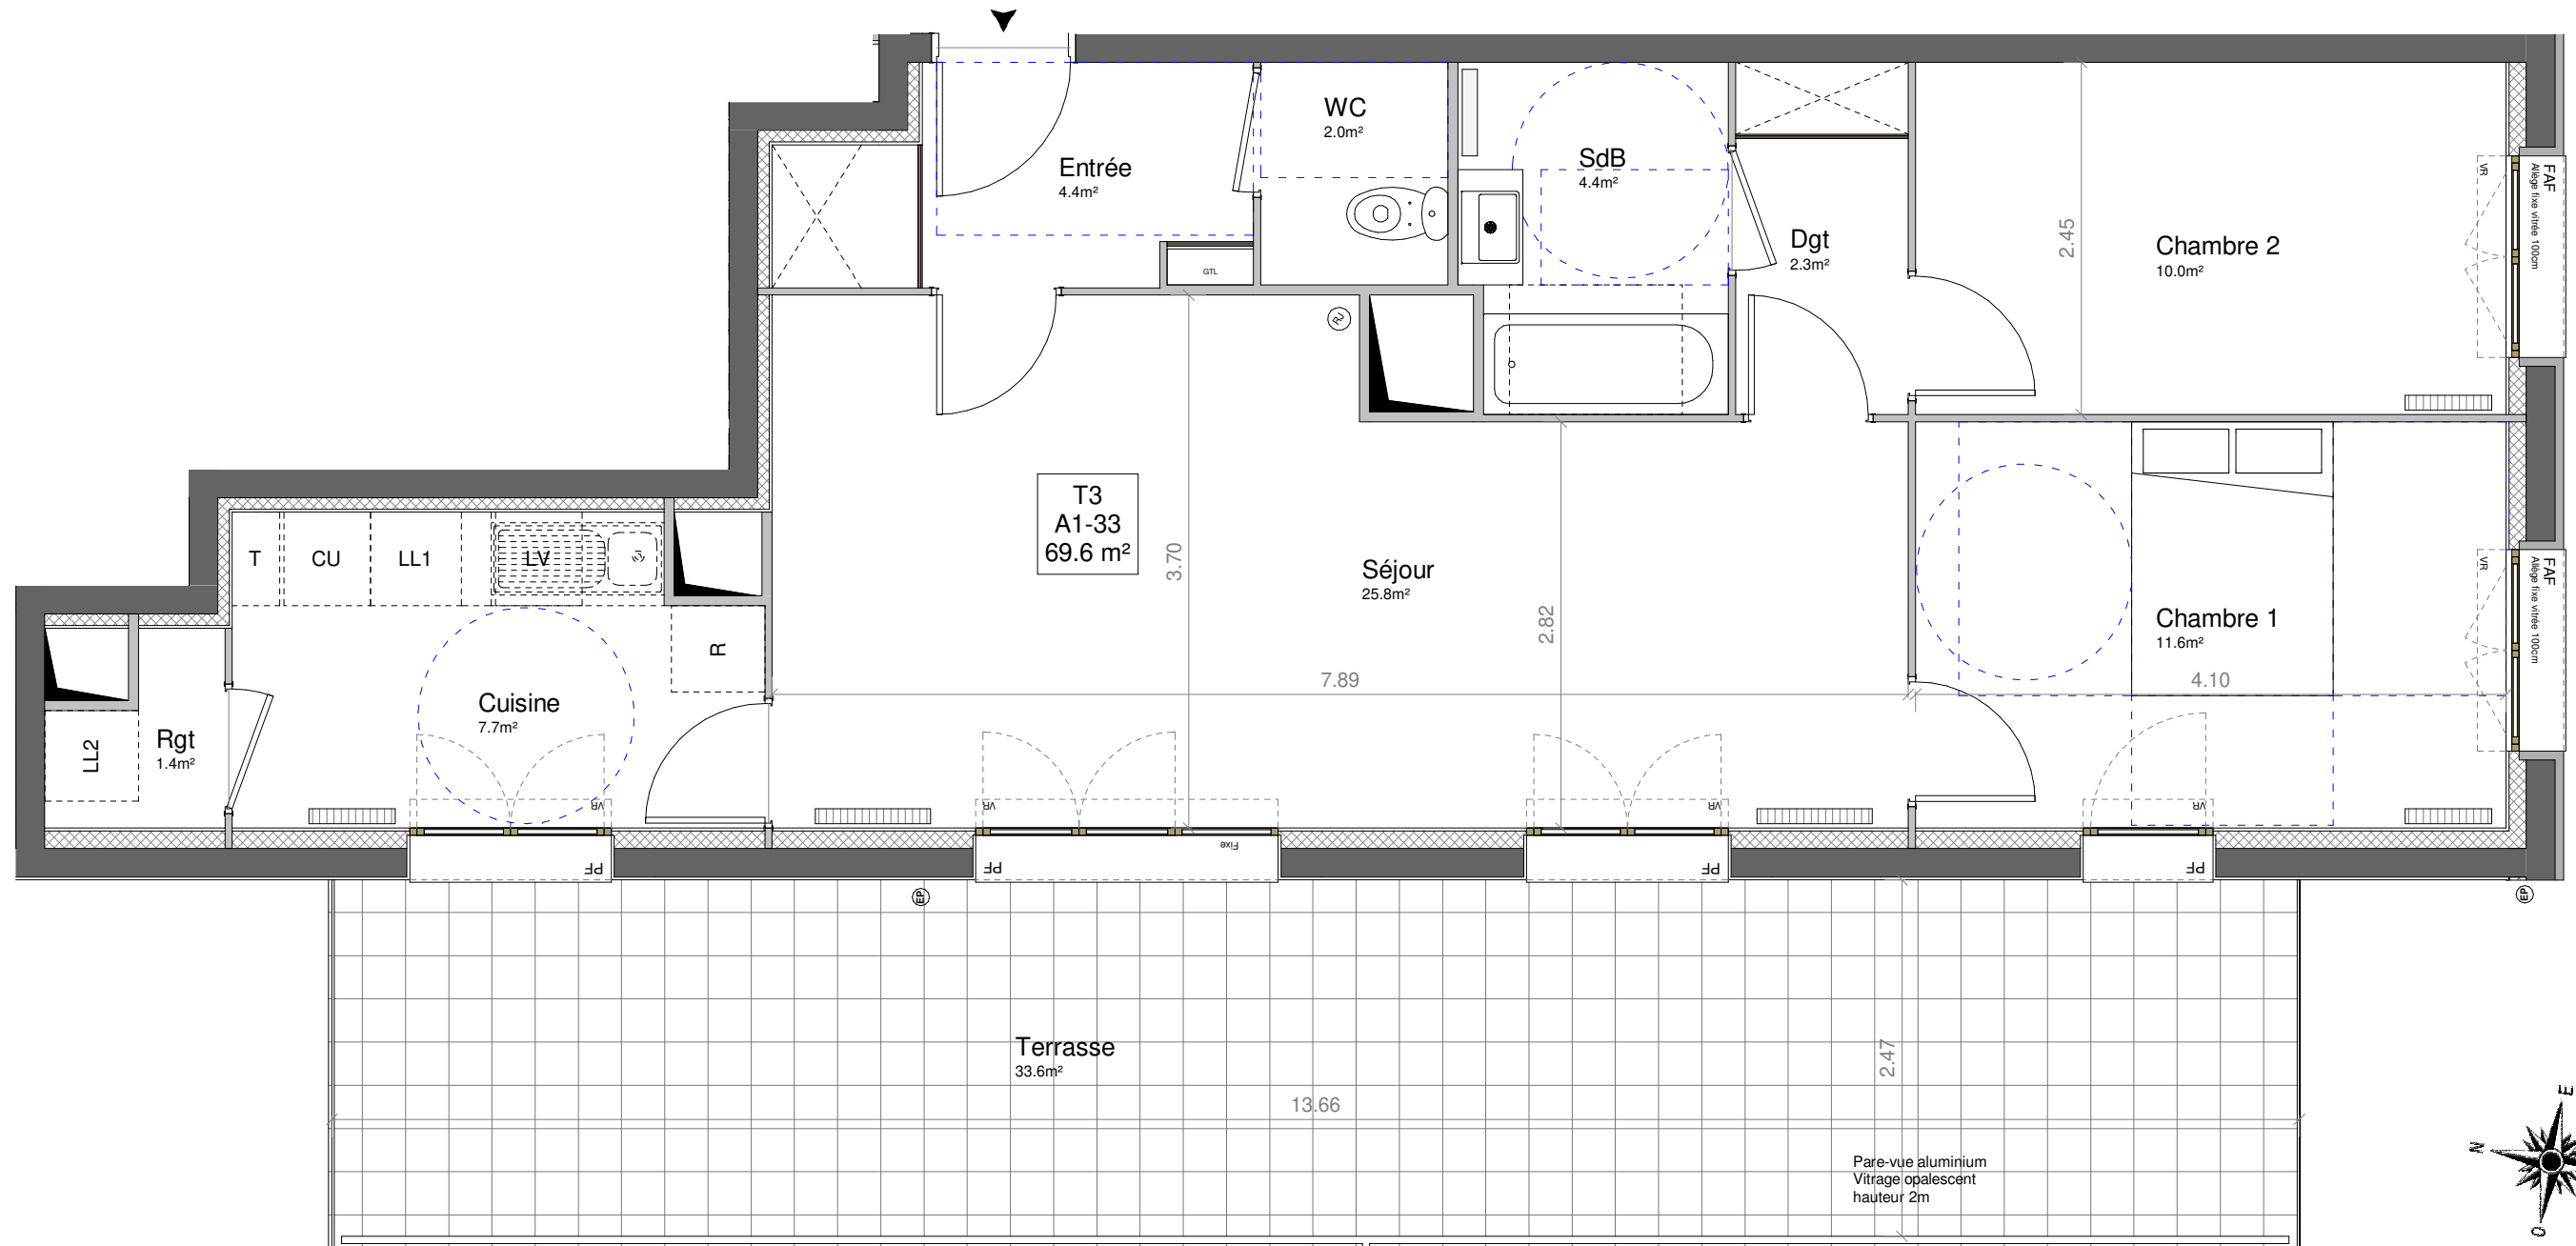 WC
2.0m²
Entrée
4.4m²
SdB
4.4m²
Dgt
2.3m²
GTL
2.45
Chambre 2
10.0m²
VR
FAF
Allège fixe vitrée 100cm
RJ
T3
A1-33
69.6 m²
3.70
Séjour
25.8m²
2.82
7.89
T
CU
LL1
LV
EJ
R
Cuisine
7.7m²
Rgt
1.4m²
LL2
Chambre 1
11.6m²
4.10
VR
FAF
Allège fixe vitrée 100cm
VR
VR
VR
VR
PF
PF
Fixe
PF
PF
EP
EP
Terrasse
33.6m²
13.66
2.47
Pare-vue aluminium
Vitrage opalescent
hauteur 2m
E
N
O